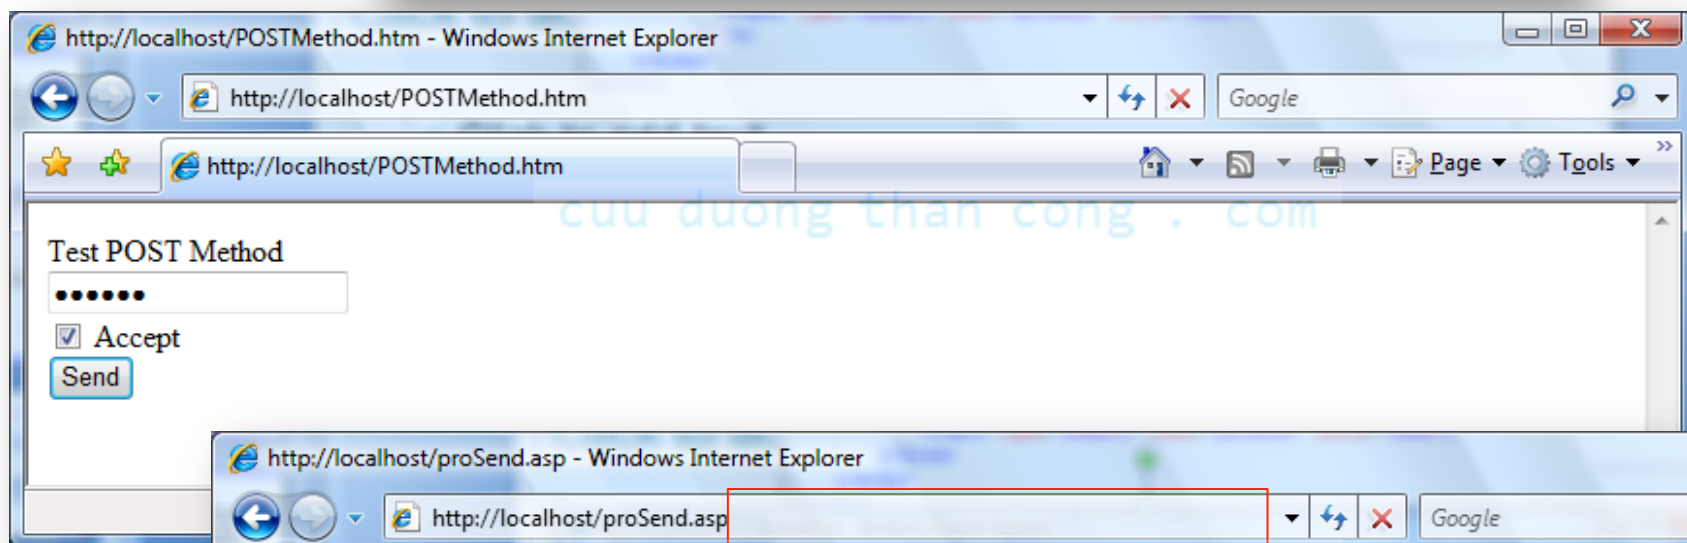 http://localhost/POSTMethod.htm - Windows Internet Explorer
http://localhost/POSTMethod.htm
Google
http://localhost/POSTMethod.htm
Page
Tools
cuu duong than cong . com
Test POST Method
Accept
Send
http://localhost/proSend.asp - Windows Internet Explorer
http://localhost/proSend.asp
Google